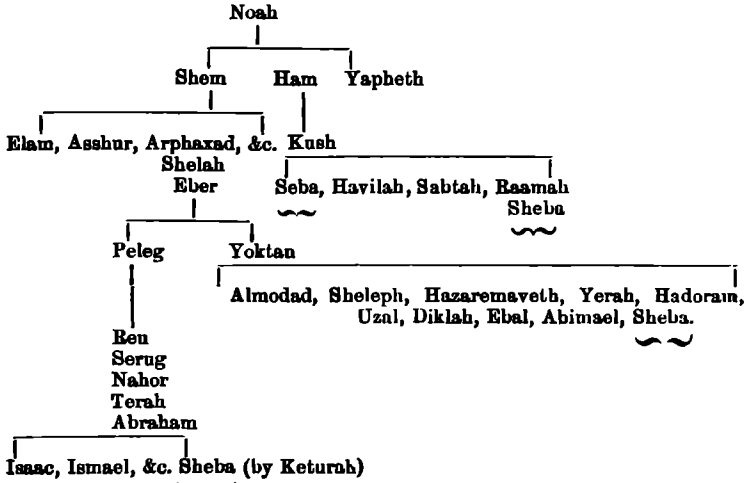 Noah
Shem Ham Yapheth
Elam, Asshur, Arphaxad, &c. Kush
Shelah
Eber
Seba, Havilah, Sabtah, Raamah
Sheba
Peleg Yoktan
Almodad, Sheleph, Hazaremaveth, Yerah, Hadoram,
Uzal, Diklah, Ebal, Abimael, Sheba.
Reu
Serug
Nahor
Terah
Abraham
Isaac, Ismael, &c. Sheba (by Keturah)